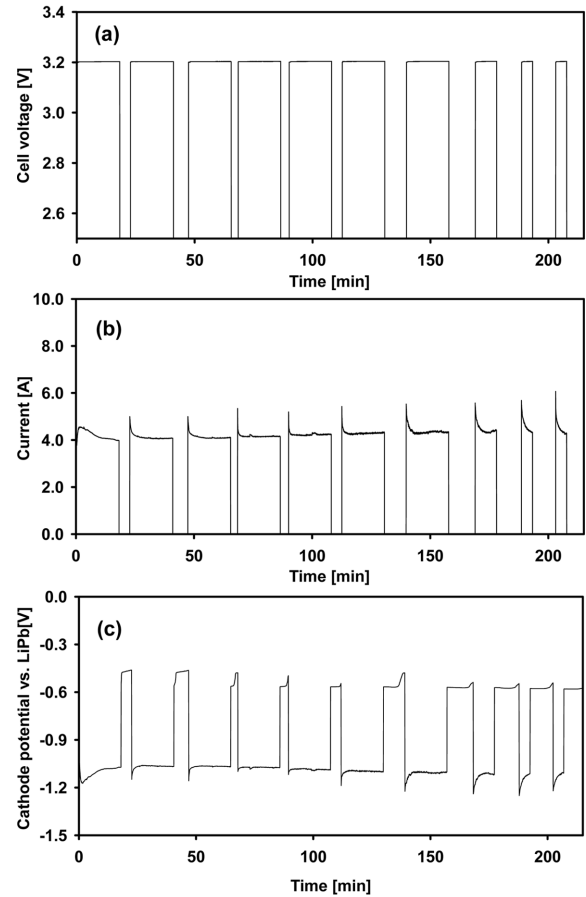 (a)
Cell voltage [V]
3.4
3.2
3.0
2.8
2.6
0 50 100 150 200
Time [min]
(b)
Current [A]
10.0
8.0
6.0
4.0
2.0
0.0
0 50 100 150 200
Time [min]
(c)
Cathode potential vs. LiPb[V]
0.0
-0.3
-0.6
-0.9
-1.2
-1.5
0 50 100 150 200
Time [min]